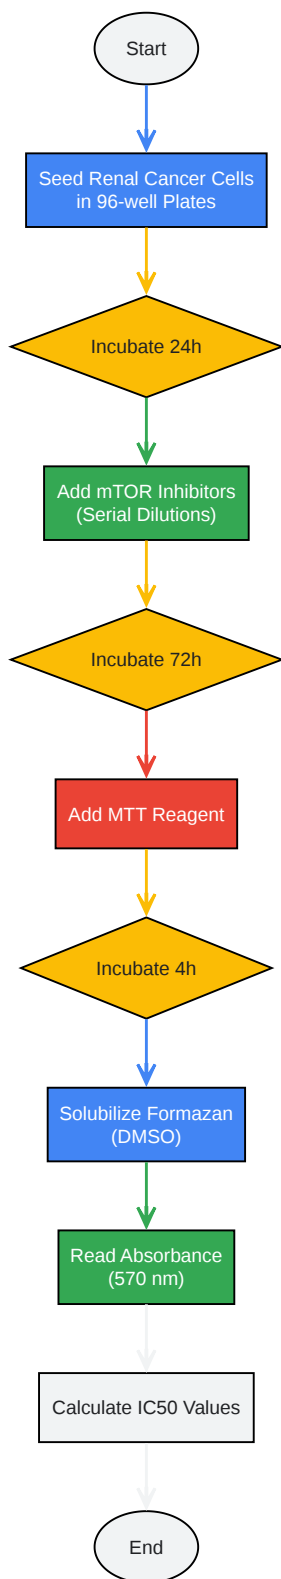 Start
Seed Renal Cancer Cells
in 96-well Plates
Incubate 24h
Add mTOR Inhibitors
(Serial Dilutions)
Incubate 72h
Add MTT Reagent
Incubate 4h
Solubilize Formazan
(DMSO)
Read Absorbance
(570 nm)
Calculate IC50 Values
End